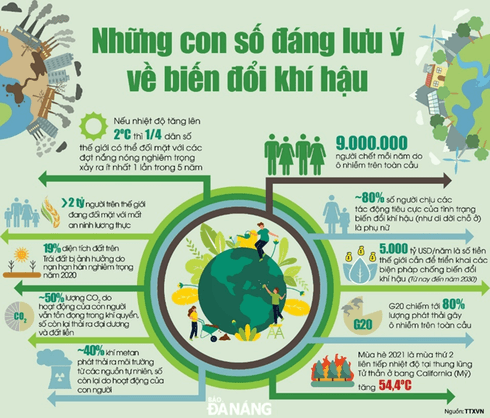 Những con số đáng lưu ý
về biến đổi khí hậu
Nếu nhiệt độ tăng lên
2°C thì 1/4 dân số
thế giới có thể đối mặt với các
đợt nắng nóng nghiêm trọng
xảy ra ít nhất 1 lần trong 5 năm
9.000.000
người chết mỗi năm do
ô nhiễm trên toàn cầu
>2 tỷ người trên thế giới
đang đối mặt với mất
an ninh lương thực
~80% số người chịu các
tác động tiêu cực của tình trạng
biến đổi khí hậu (như di dời chỗ ở)
là phụ nữ
19% diện tích đất trên
Trái đất bị ảnh hưởng do
nạn hạn hán nghiêm trọng
năm 2020
5.000 tỷ USD/năm là số tiền
thế giới cần để triển khai các
biện pháp chống biến đổi
khí hậu (Từ nay đến năm 2030)
~50% lượng CO₂ do
hoạt động của con người
vẫn tồn đọng trong khí quyển,
số còn lại thải ra đại dương
và đất liền
CO₂
G20 chiếm tới 80%
lượng phát thải gây
ô nhiễm trên toàn cầu
G20
~40% khí metan
phát thải ra môi trường
từ các nguồn tự nhiên, số
còn lại do hoạt động của
con người
Mùa hè 2021 là mùa thứ 2
liên tiếp nhiệt độ tại thung lũng
Tử thần ở bang California (Mỹ)
tăng 54,4°C
BÁO
ĐÀ NẴNG
Nguồn: TTXVN